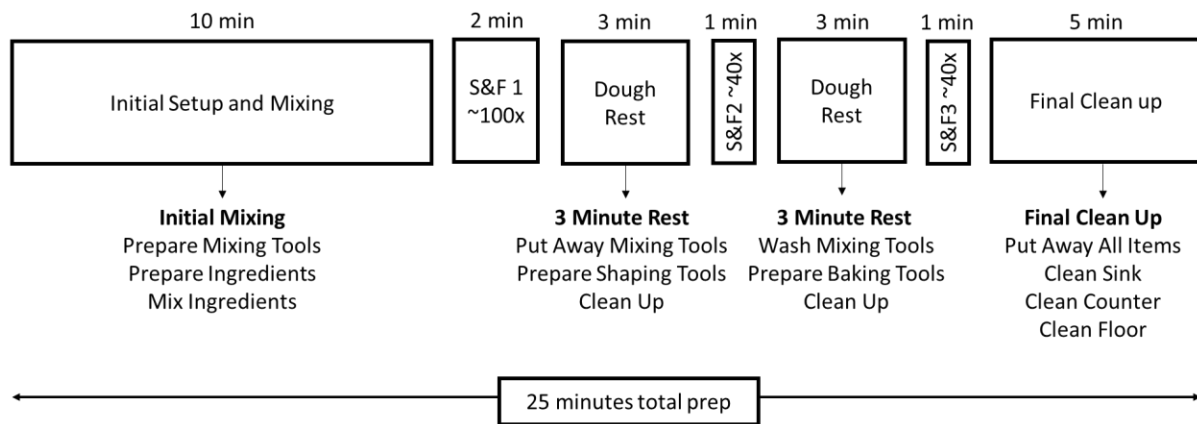 10 min
2 min
3 min
1 min
3 min
1 min
5 min
Initial Setup and Mixing
S&F 1
~100x
Dough
Rest
S&F2 ~40x
Dough
Rest
S&F3 ~40x
Final Clean up
Initial Mixing
Prepare Mixing Tools
Prepare Ingredients
Mix Ingredients
3 Minute Rest
Put Away Mixing Tools
Prepare Shaping Tools
Clean Up
3 Minute Rest
Wash Mixing Tools
Prepare Baking Tools
Clean Up
Final Clean Up
Put Away All Items
Clean Sink
Clean Counter
Clean Floor
25 minutes total prep